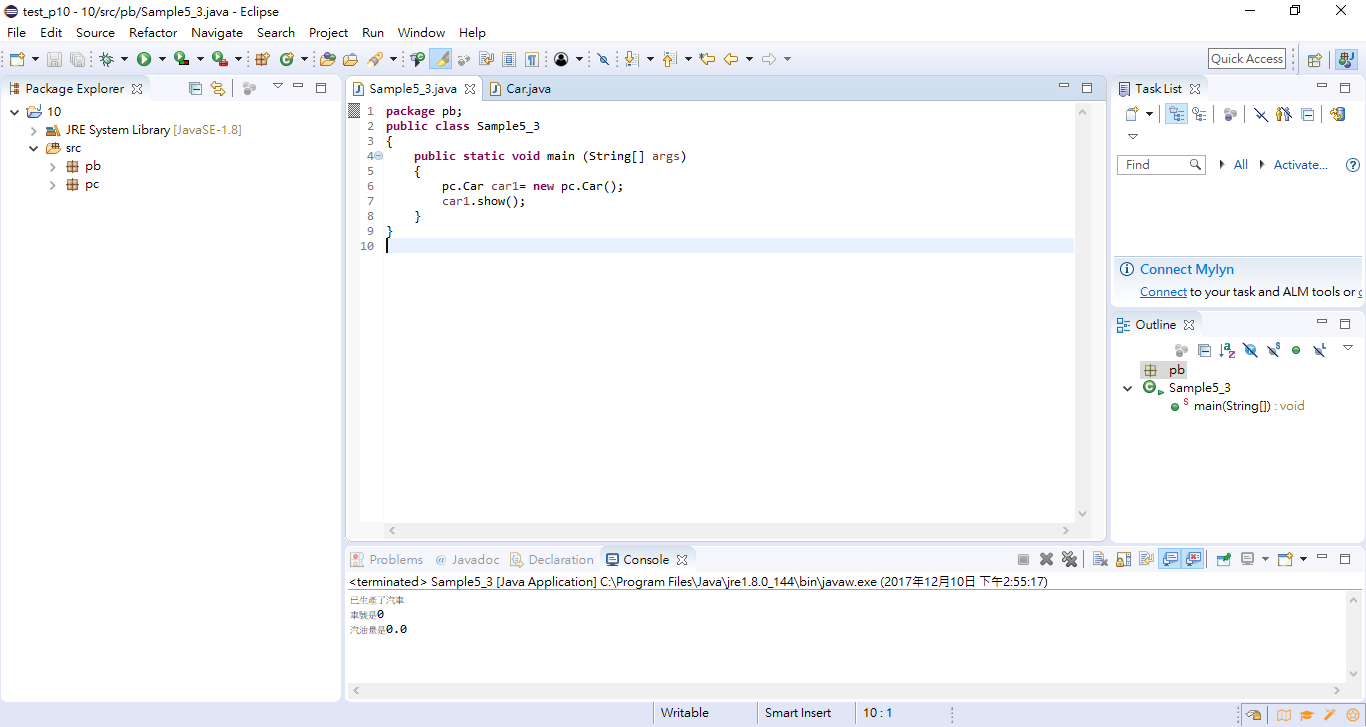 test_p10 - 10/src/pb/Sample5_3.java - Eclipse
File Edit Source Refactor Navigate Search Project Run Window Help
Quick Access
Package Explorer
10
JRE System Library [JavaSE-1.8]
src
pb
pc
Sample5_3.java Car.java
1 package pb;
2 public class Sample5_3
3 {
4 public static void main (String[] args)
5 {
6 pc.Car car1= new pc.Car();
7 car1.show();
8 }
9 }
10
Task List
Find All Activate...
Connect Mylyn
Connect to your task and ALM tools or c
Outline
pb
Sample5_3
main(String[]) : void
Problems @ Javadoc Declaration Console
<terminated> Sample5_3 [Java Application] C:\Program Files\Java\jre1.8.0_144\bin\javaw.exe (2017年12月10日 下午2:55:17)
已生產了汽車
車號是0
汽油量是0.0
Writable Smart Insert 10 : 1